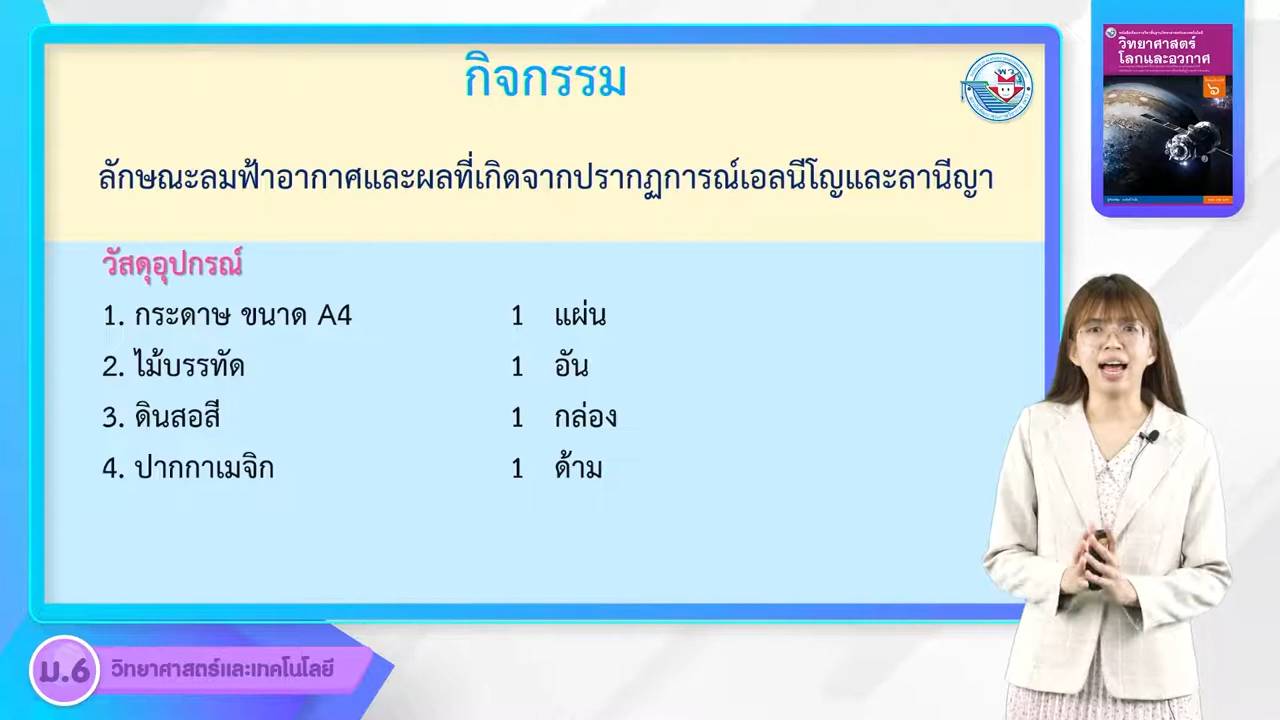 กิจกรรม
พว
วิทยาศาสตร์
โลกและอวกาศ
๖
ลักษณะลมฟ้าอากาศและผลที่เกิดจากปรากฏการณ์เอลนีโญและลานีญา
วัสดุอุปกรณ์
1. กระดาษ ขนาด A4 1 แผ่น
2. ไม้บรรทัด 1 อัน
3. ดินสอสี 1 กล่อง
4. ปากกาเมจิก 1 ด้าม
ม.6 วิทยาศาสตร์และเทคโนโลยี